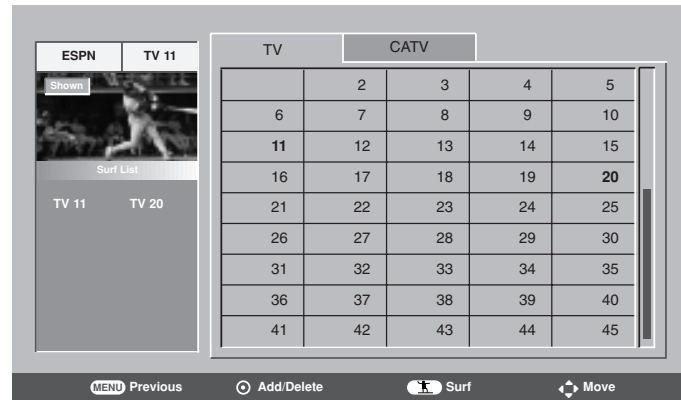 ESPN TV 11
Shown
Surf List
TV 11 TV 20
TV CATV
2 3 4 5
6 7 8 9 10
11 12 13 14 15
16 17 18 19 20
21 22 23 24 25
26 27 28 29 30
31 32 33 34 35
36 37 38 39 40
41 42 43 44 45
MENU Previous Add/Delete Surf Move